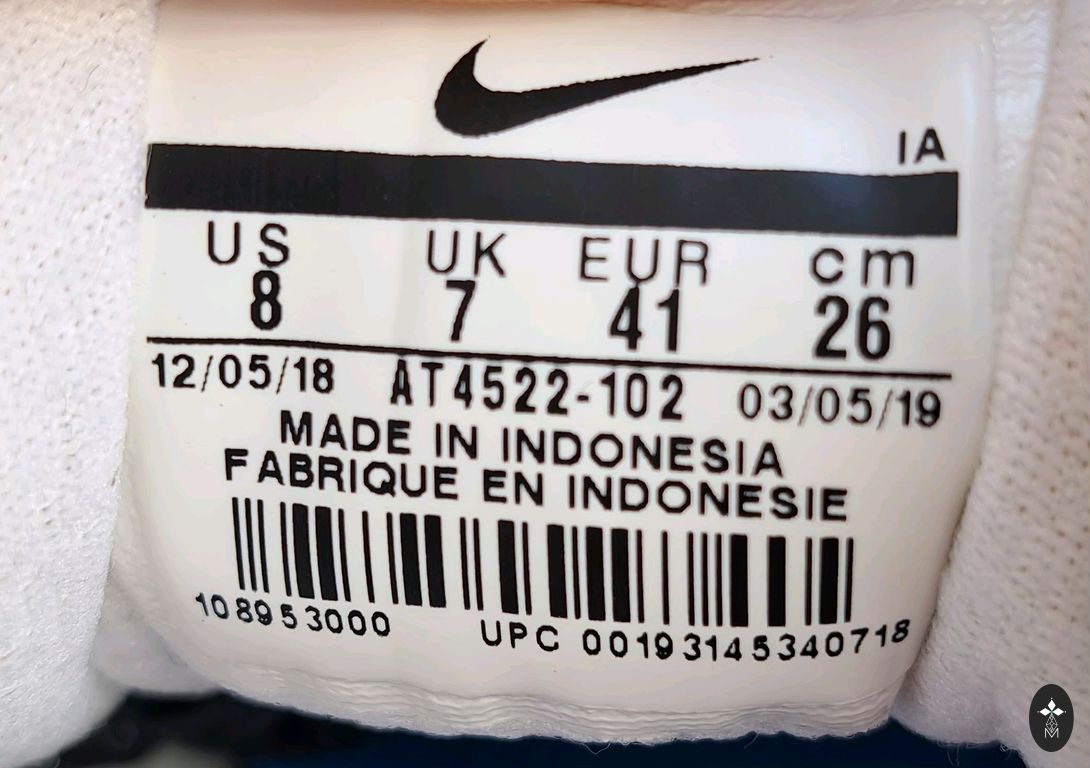 IA
US UK EUR cm
8 7 41 26
12/05/18 AT4522-102 03/05/19
MADE IN INDONESIA
FABRIQUE EN INDONESIE
108953000 UPC 00193145340718
M